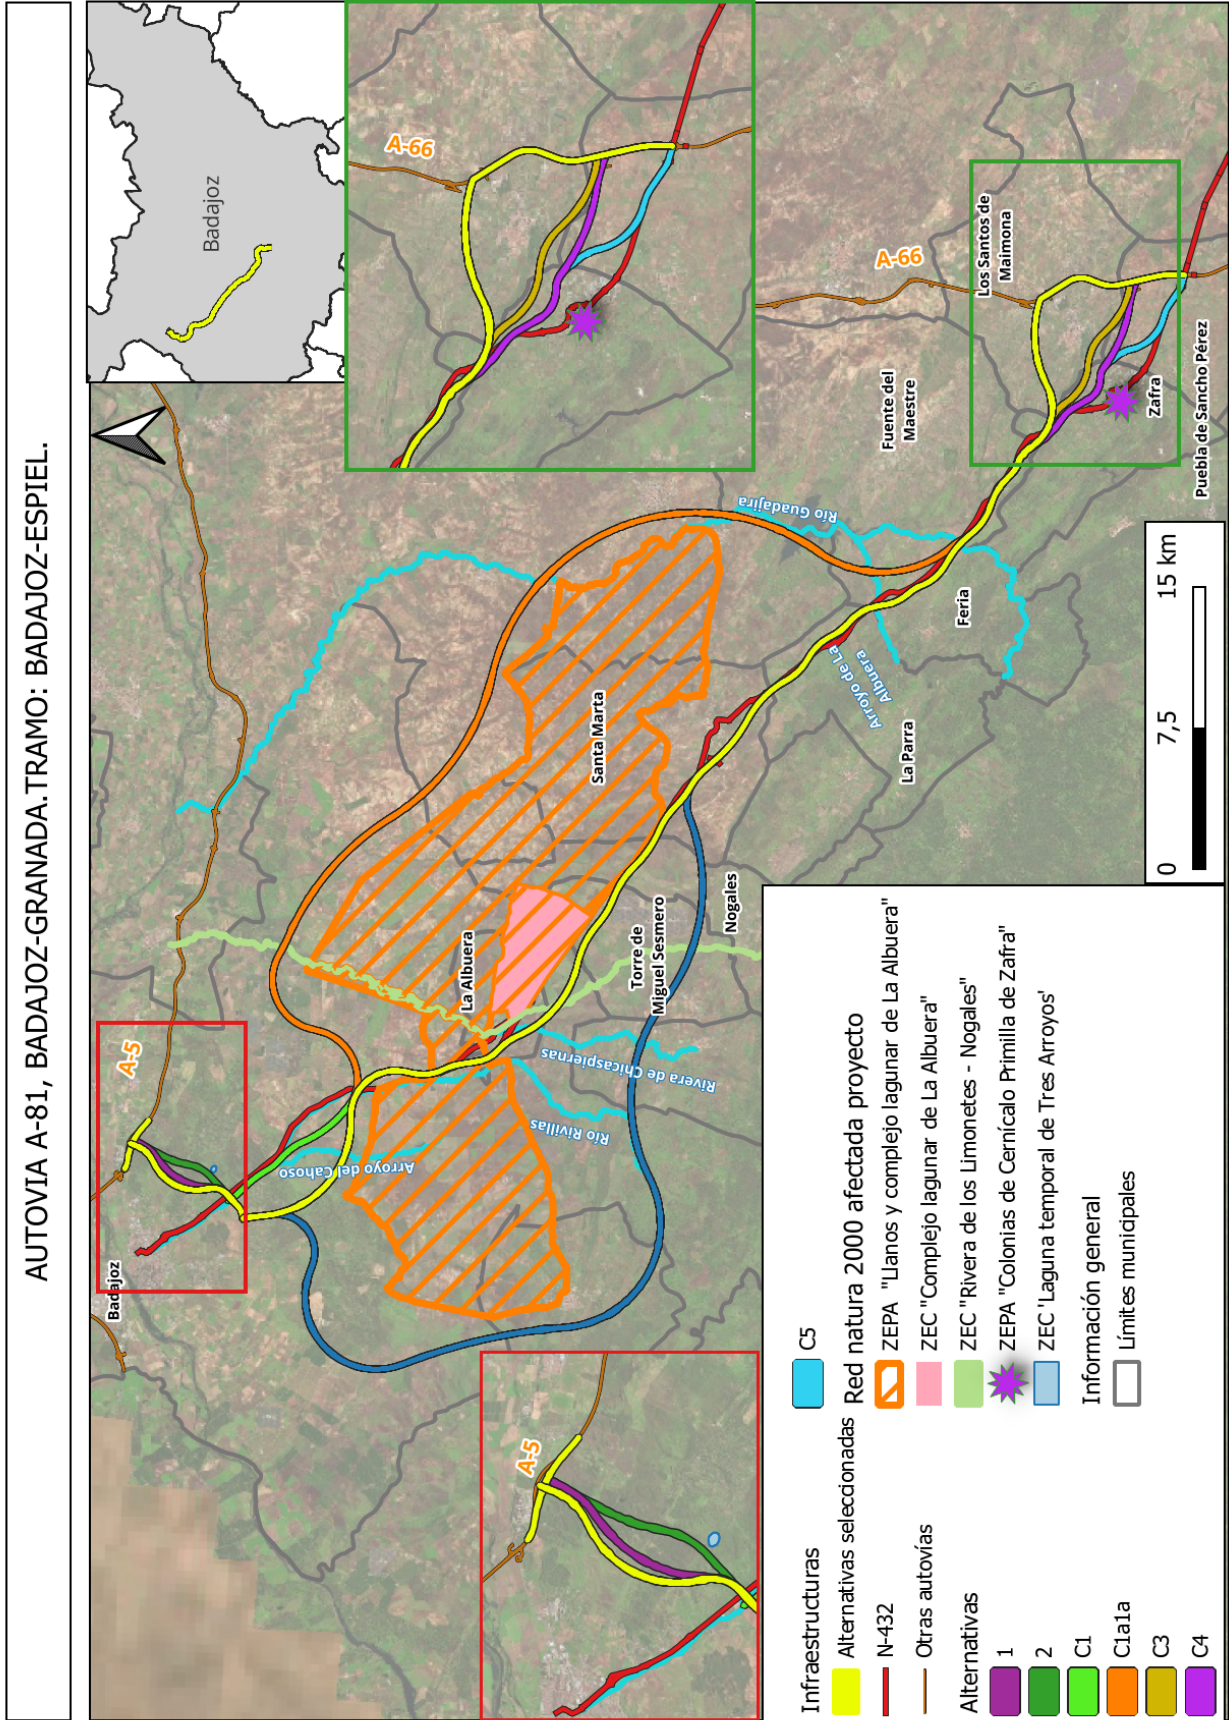 AUTOVIA A-81, BADAJOZ-GRANADA.TRAMO: BADAJOZ-ESPIEL.
Badajoz
A-5
A-5
Badajoz
A-66
A-66
Arroyo del Cahoso
Río Rivillas
Rivera de Chicaspiernas
La Albuera
Torre de
Miguel Sesmero
Nogales
Santa Marta
La Parra
Arroyo de La
Albuera
Río Guadajira
Feria
Fuente del
Maestre
Los Santos de
Maimona
Zafra
Puebla de Sancho Pérez
0 7,5 15 km
Infraestructuras
Alternativas seleccionadas
N-432
Otras autovías
Alternativas
1
2
C1
C1a1a
C3
C4
C5
Red natura 2000 afectada proyecto
ZEPA "Llanos y complejo lagunar de La Albuera"
ZEC "Complejo lagunar de La Albuera"
ZEC "Rivera de los Limonetes - Nogales"
ZEPA "Colonias de Cernícalo Primilla de Zafra"
ZEC 'Laguna temporal de Tres Arroyos'
Información general
Límites municipales